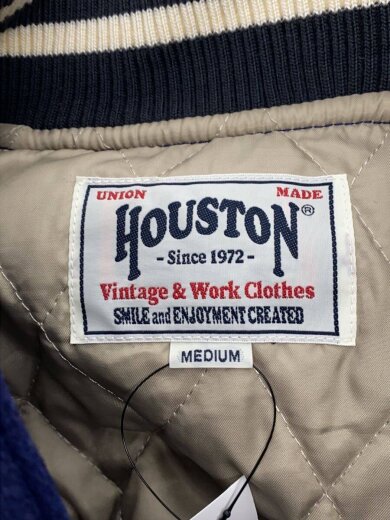 UNION MADE
HOUSTON®
- Since 1972 -
Vintage & Work Clothes
SMILE and ENJOYMENT CREATED
MEDIUM